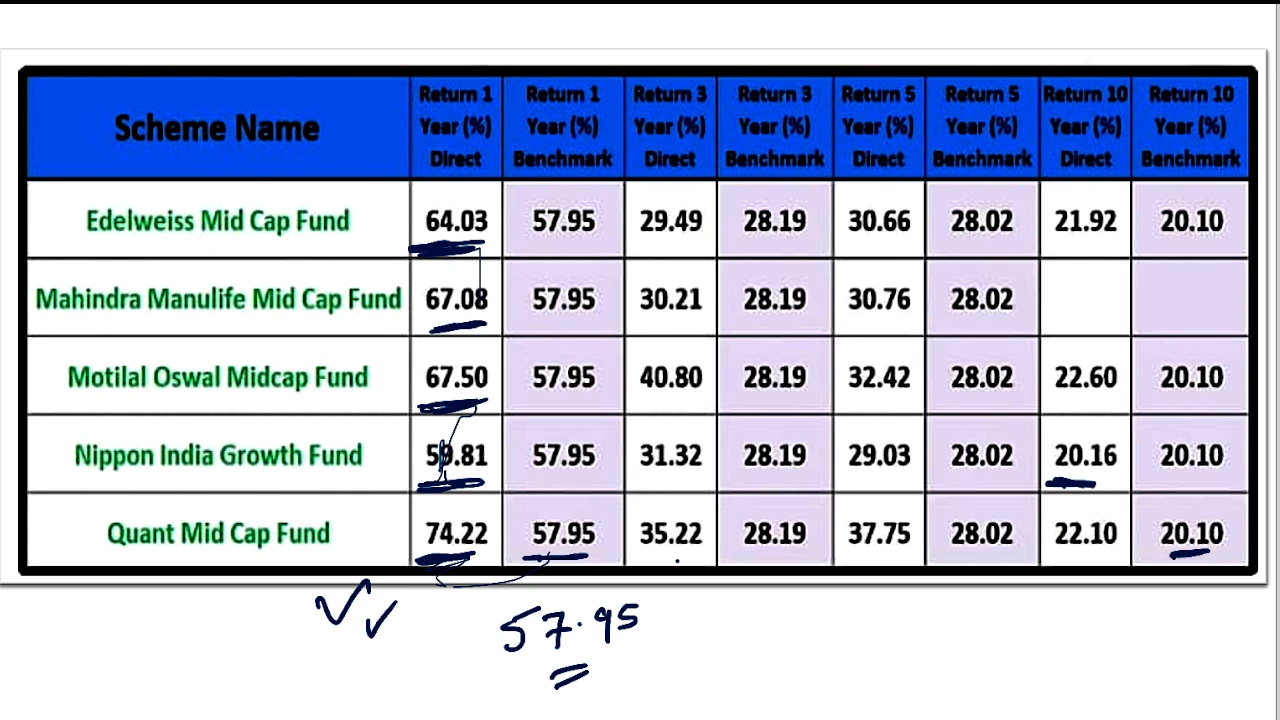 Scheme Name Return 1 Year (%) Direct Return 1 Year (%) Benchmark Return 3 Year (%) Direct Return 3 Year (%) Benchmark Return 5 Year (%) Direct Return 5 Year (%) Benchmark Return 10 Year (%) Direct Return 10 Year (%) Benchmark
Edelweiss Mid Cap Fund 64.03 57.95 29.49 28.19 30.66 28.02 21.92 20.10
Mahindra Manulife Mid Cap Fund 67.08 57.95 30.21 28.19 30.76 28.02
Motilal Oswal Midcap Fund 67.50 57.95 40.80 28.19 32.42 28.02 22.60 20.10
Nippon India Growth Fund 59.81 57.95 31.32 28.19 29.03 28.02 20.16 20.10
Quant Mid Cap Fund 74.22 57.95 35.22 28.19 37.75 28.02 22.10 20.10
57.95